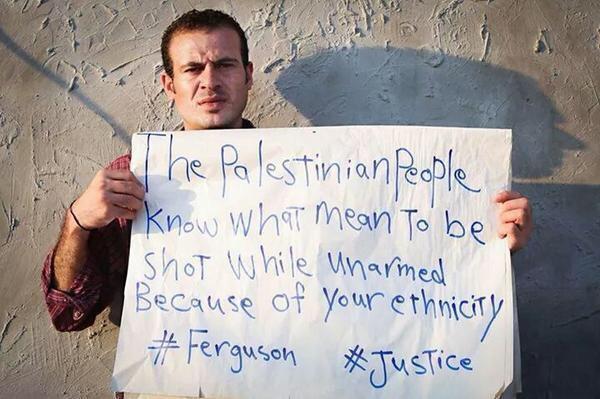 The Palestinian People
Know What mean To be
Shot While unarmed
Because of your ethnicity
#Ferguson #Justice